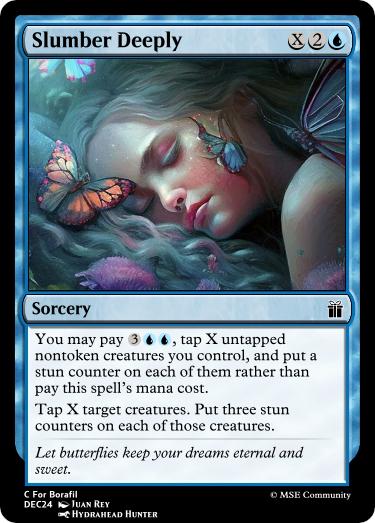 Slumber Deeply X2
Sorcery
You may pay 3, tap X untapped
nontoken creatures you control, and put a
stun counter on each of them rather than
pay this spell's mana cost.
Tap X target creatures. Put three stun
counters on each of those creatures.
Let butterflies keep your dreams eternal and
sweet.
C For Borafil
DEC24 Juan Rey © MSE Community
Hydrahead Hunter